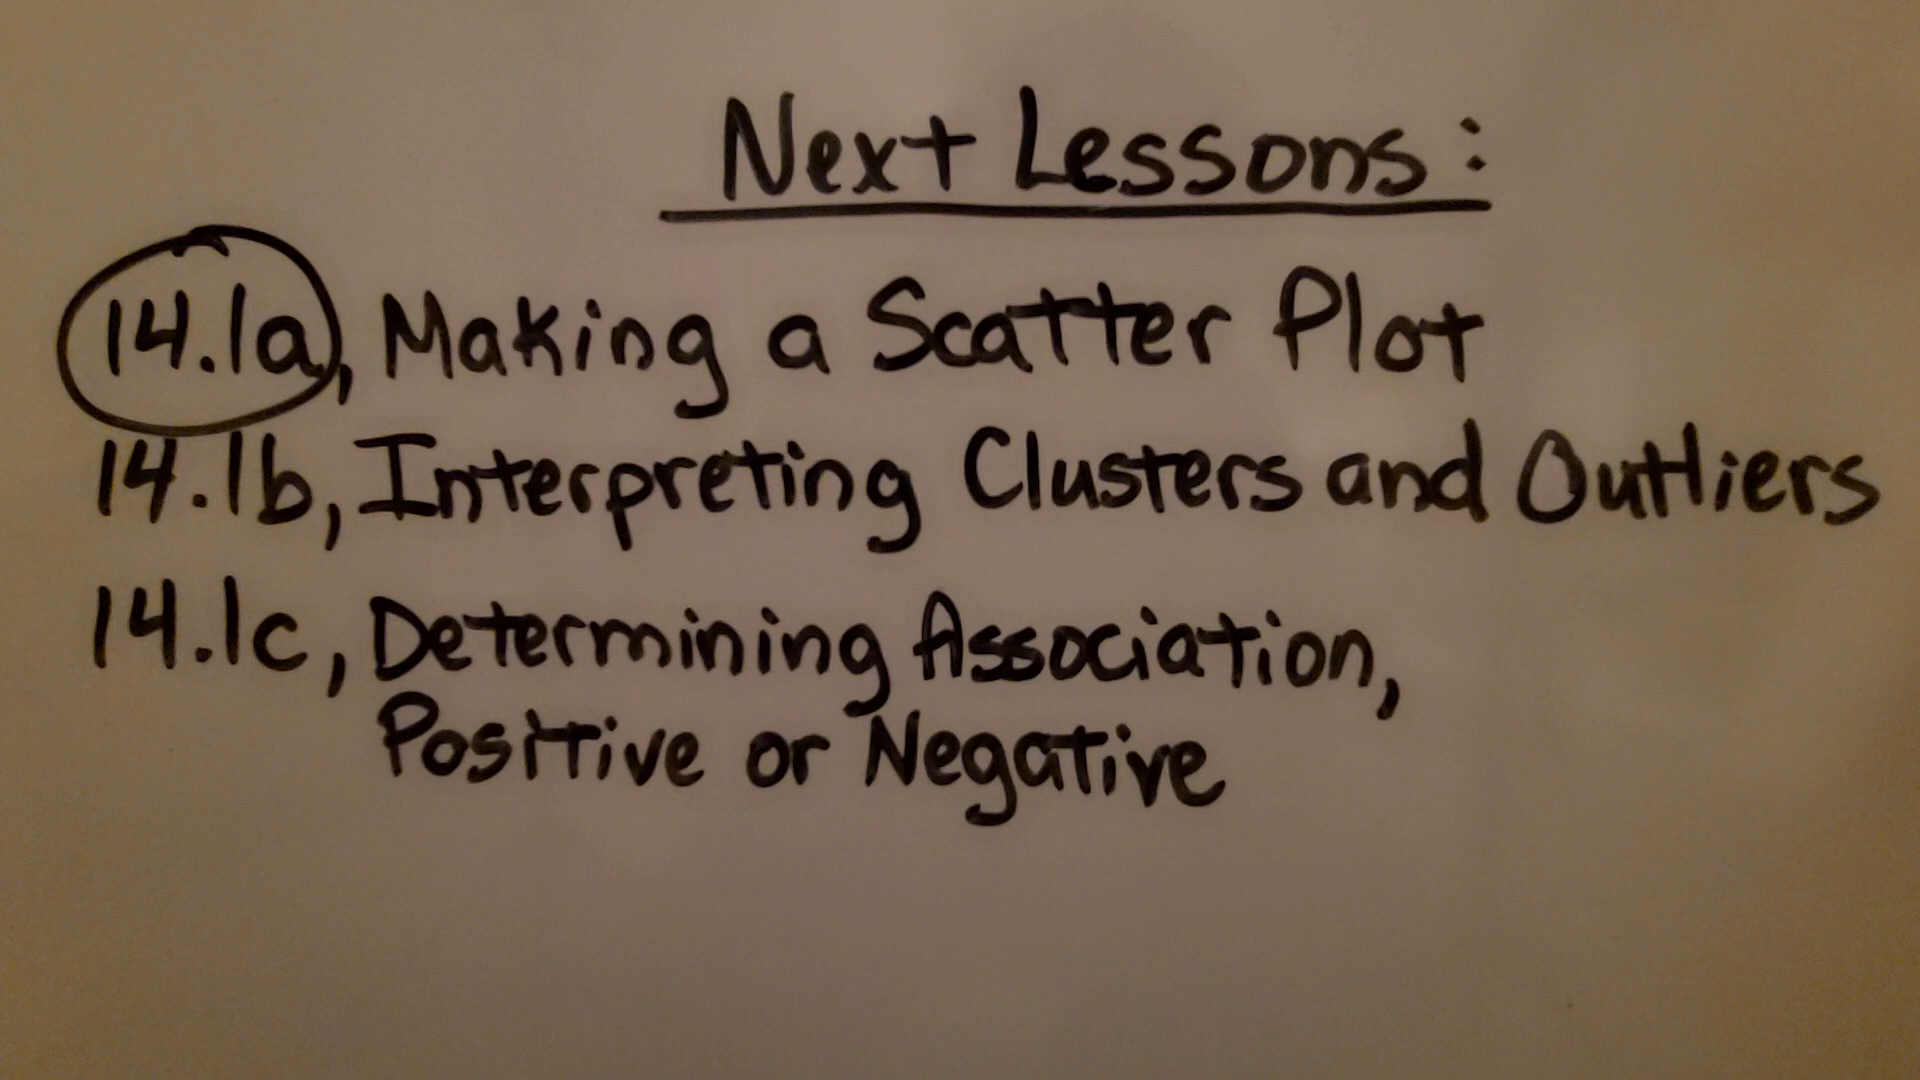 Next Lessons:
14.1a, Making a Scatter Plot
14.1b, Interpreting Clusters and Outliers
14.1c, Determining Association,
Positive or Negative